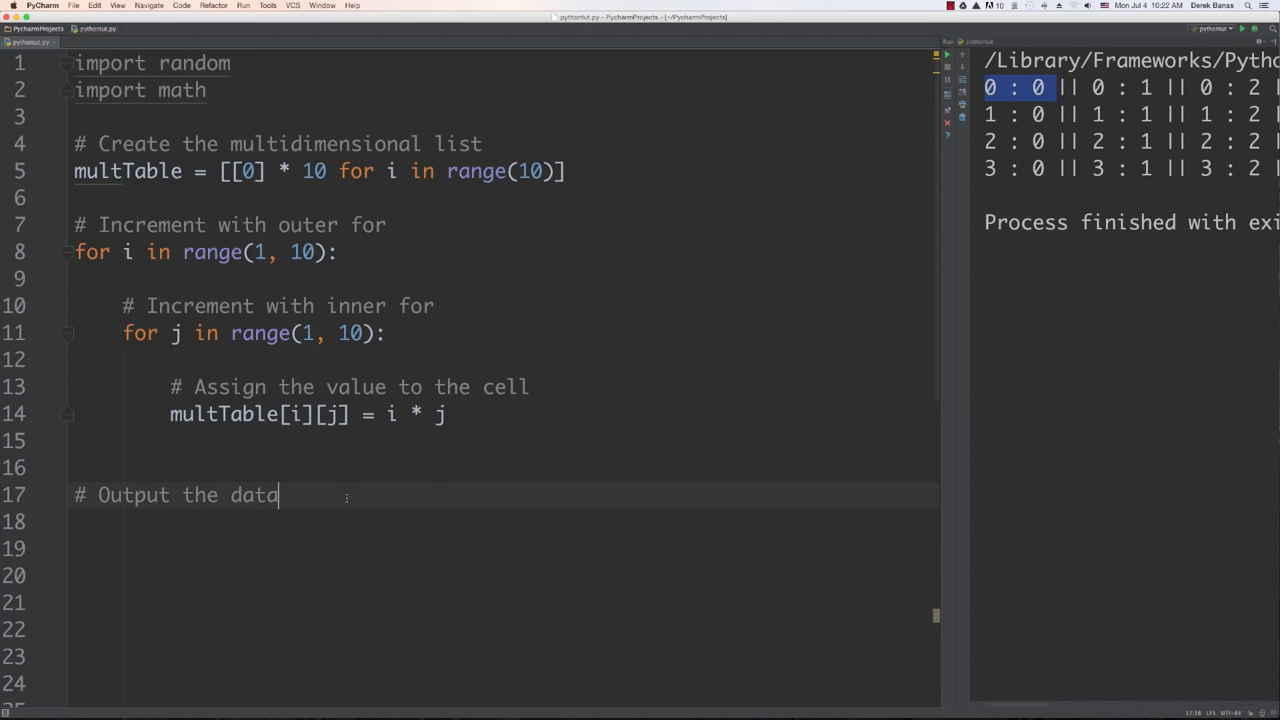 PyCharm File Edit View Navigate Code Refactor Run Tools VCS Window Help
10 Mon Jul 4 10:22 AM Derek Banas
pythontut.py - PycharmProjects - [~/PycharmProjects]
PycharmProjects pythontut.py
pythontut
pythontut.py
Run pythontut
1 import random
2 import math
3
4 # Create the multidimensional list
5 multTable = [[0] * 10 for i in range(10)]
6
7 # Increment with outer for
8 for i in range(1, 10):
9
10 # Increment with inner for
11 for j in range(1, 10):
12
13 # Assign the value to the cell
14 multTable[i][j] = i * j
15
16
17 # Output the data
18
19
20
21
22
23
24
/Library/Frameworks/Pytho
0 : 0 || 0 : 1 || 0 : 2 |
1 : 0 || 1 : 1 || 1 : 2 |
2 : 0 || 2 : 1 || 2 : 2 |
3 : 0 || 3 : 1 || 3 : 2 |
Process finished with exi
17:18 LF‡ UTF-8‡